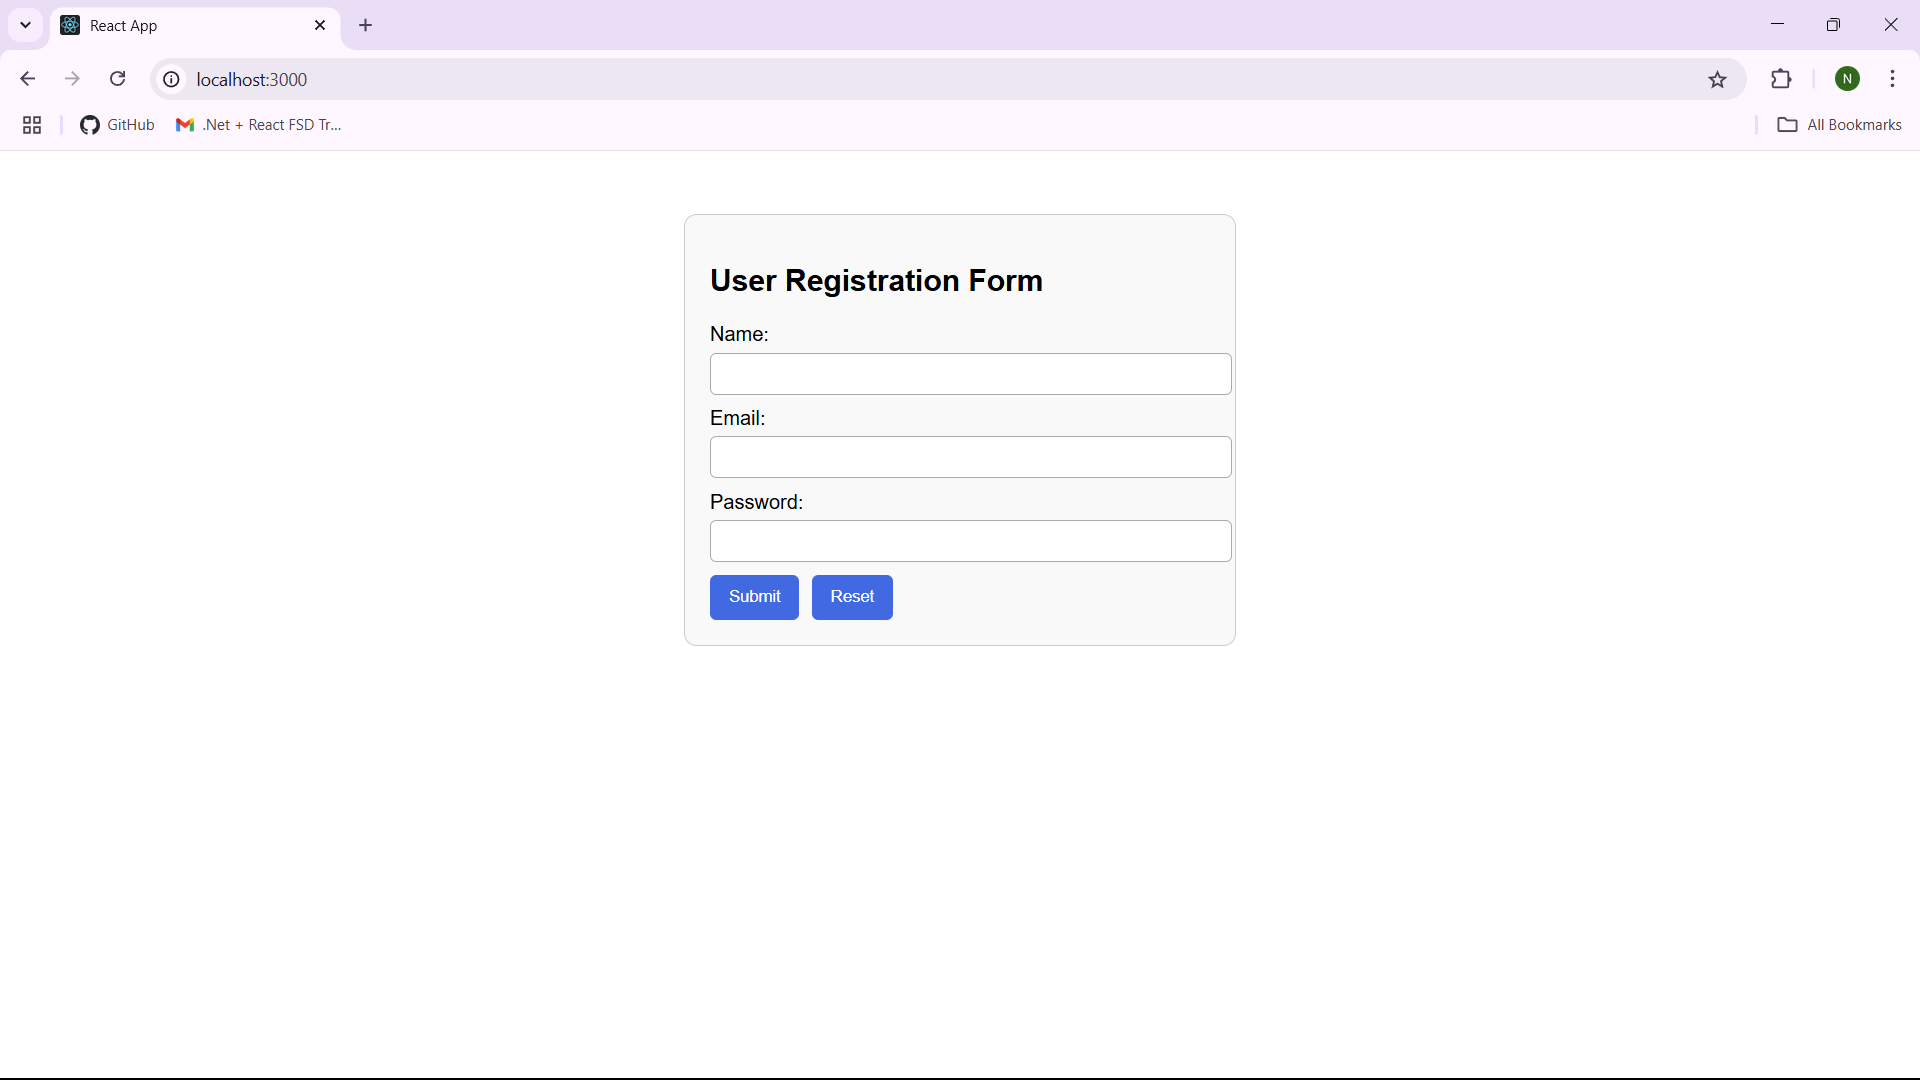 React App
localhost:3000
GitHub
.Net + React FSD Tr...
All Bookmarks
N
User Registration Form
Name:
Email:
Password:
Submit
Reset